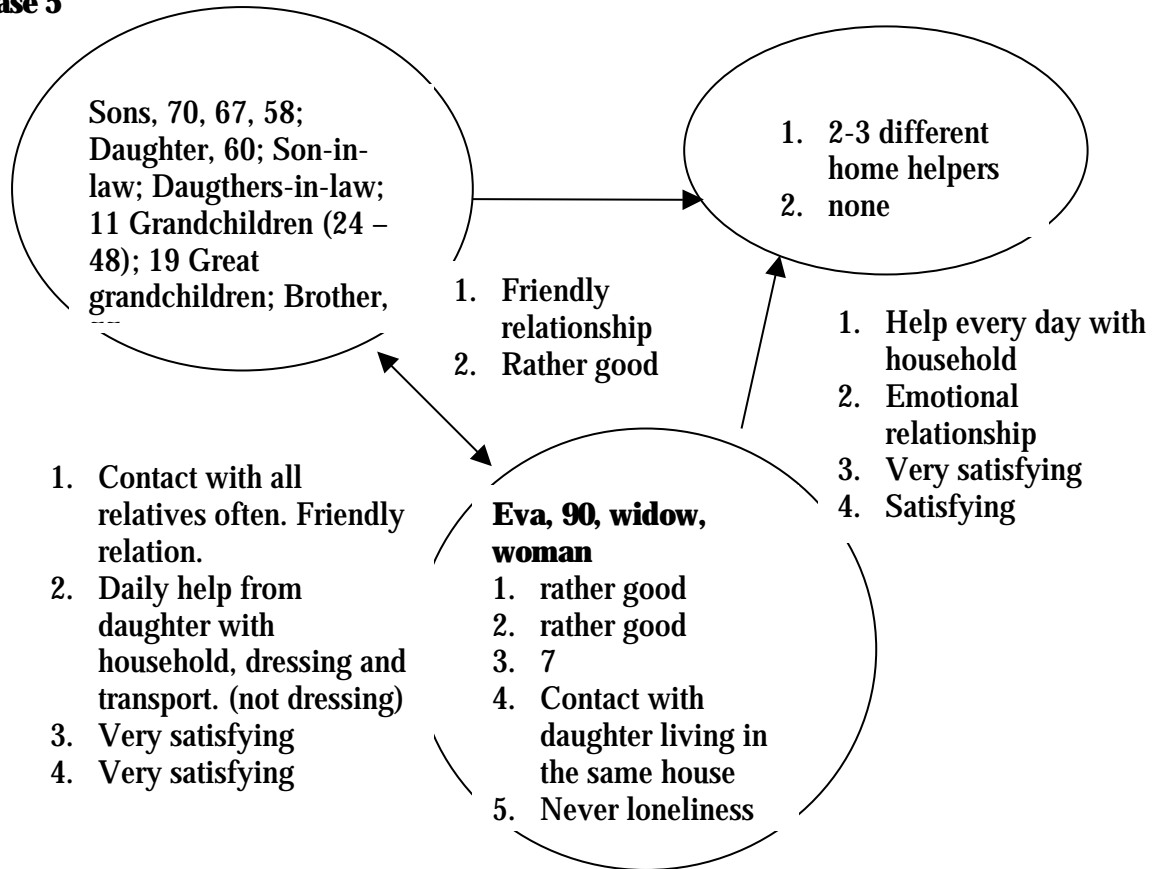 ase 5
Sons, 70, 67, 58;
Daughter, 60; Son-in-
law; Daugthers-in-law;
11 Grandchildren (24 –
48); 19 Great
grandchildren; Brother,
1. 2-3 different
home helpers
2. none
1. Friendly
relationship
2. Rather good
1. Help every day with
household
2. Emotional
relationship
3. Very satisfying
4. Satisfying
1. Contact with all
relatives often. Friendly
relation.
2. Daily help from
daughter with
household, dressing and
transport. (not dressing)
3. Very satisfying
4. Very satisfying
Eva, 90, widow,
woman
1. rather good
2. rather good
3. 7
4. Contact with
daughter living in
the same house
5. Never loneliness